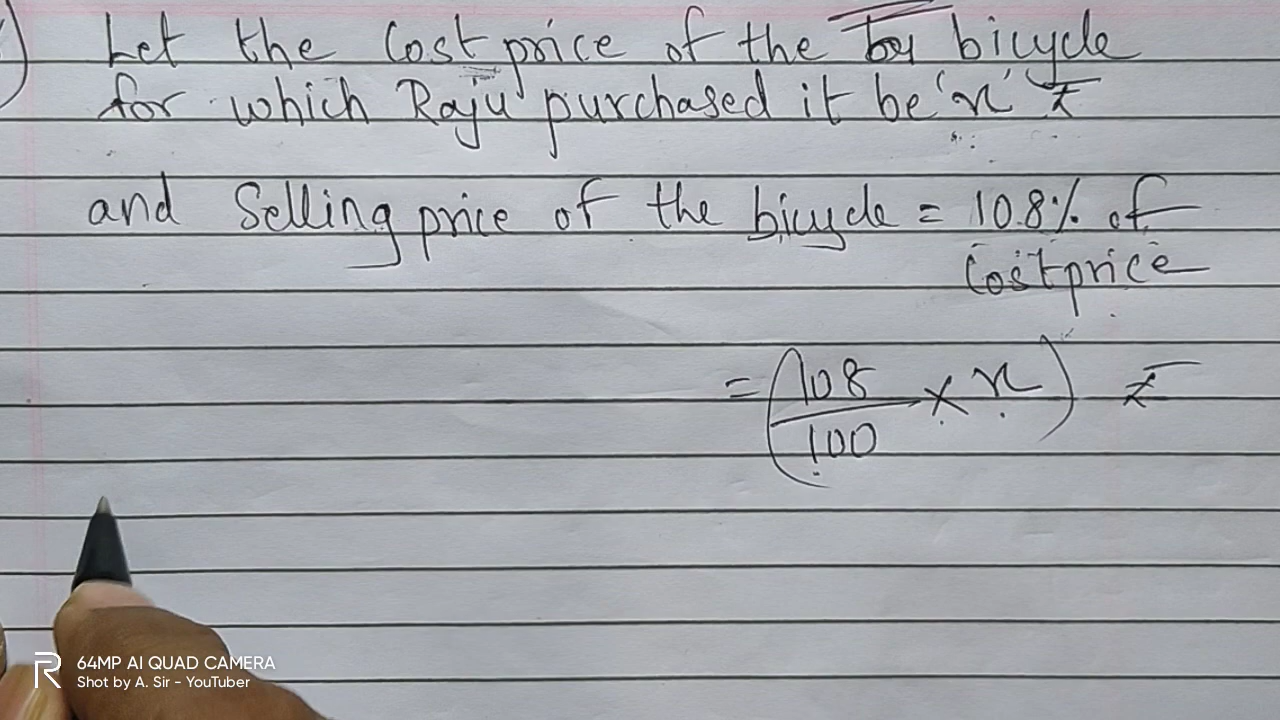 ) Let the Cost price of the bicycle
for which Raju purchased it be 'x' ₹
and Selling price of the bicycle = 108% of
Cost price
= (108/100 × x) ₹
64MP AI QUAD CAMERA
Shot by A. Sir - YouTuber